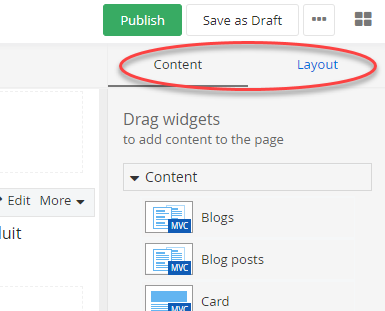 Publish Save as Draft
Content Layout
Drag widgets
to add content to the page
Content
Edit More
Blogs
MVC
uit
Blog posts
MVC
Card
MVC